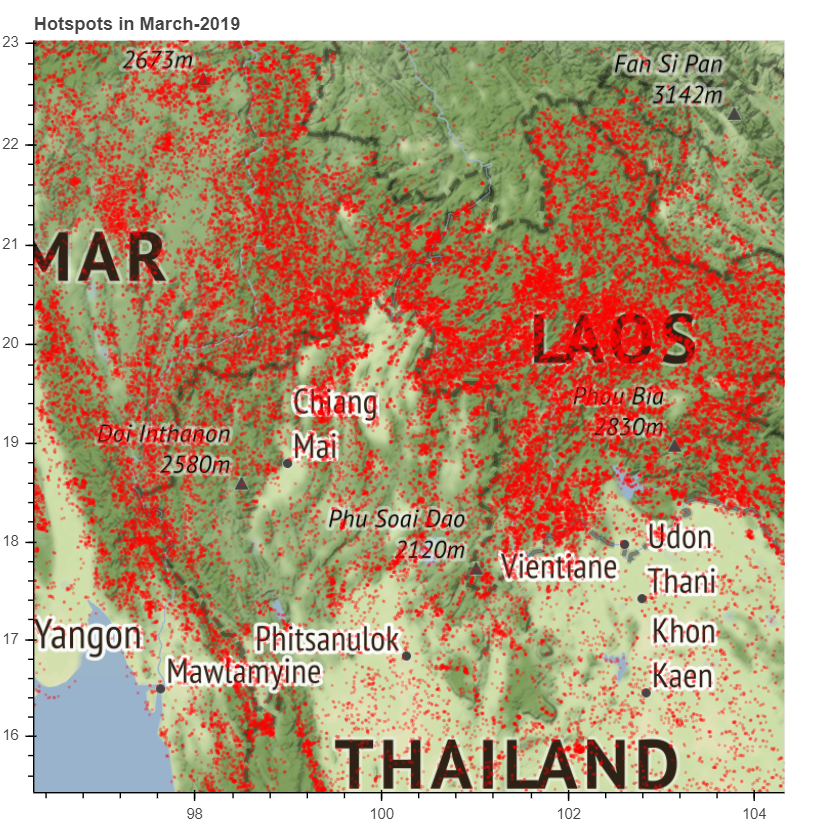 Hotspots in March-2019
23
2673m
Fan Si Pan
3142m
22
MAR
21
LAOS
20
Phou Bia
2830m
Chiang
Mai
19
Doi Inthanon
2580m
Phu Soai Dao
2120m
18
Udon
Vientiane
Thani
17
Yangon
Phitsanulok
Khon
Mawlamyine
Kaen
16
THAILAND
98
100
102
104